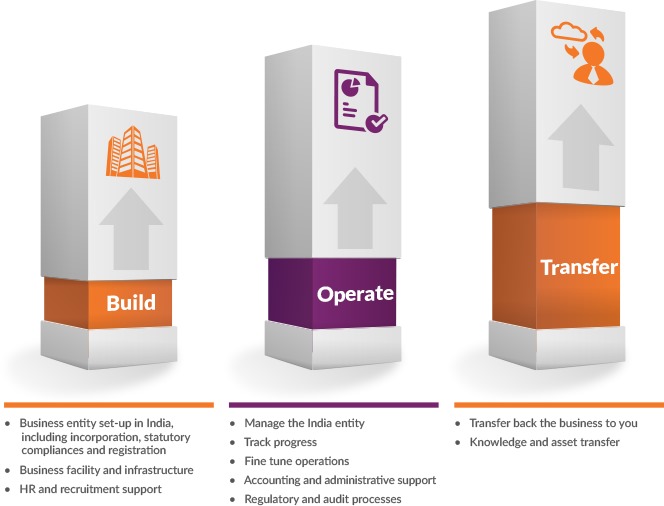 Build
Operate
Transfer
• Business entity set-up in India,
including incorporation, statutory
compliances and registration
• Business facility and infrastructure
• HR and recruitment support
• Manage the India entity
• Track progress
• Fine tune operations
• Accounting and administrative support
• Regulatory and audit processes
• Transfer back the business to you
• Knowledge and asset transfer